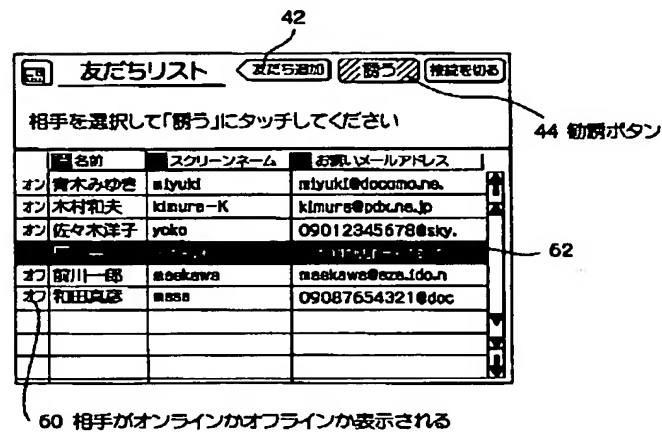 42
友だちリスト 友だち追加 誘う 接続を切る
相手を選択して「誘う」にタッチしてください
44 勧誘ボタン
名前 スクリーンネーム お誘いメールアドレス
オン 青木みゆき miyuki miyuki@docomo.ne.
オン 木村和夫 kimura-K kimura@pdx.ne.jp
オン 佐々木洋子 yoko 09012345678@sky.
62
オフ 前川一郎 maekawa maekawa@eza.ido.n
オフ 和田真彦 masa 09087654321@doc
60 相手がオンラインかオフラインか表示される